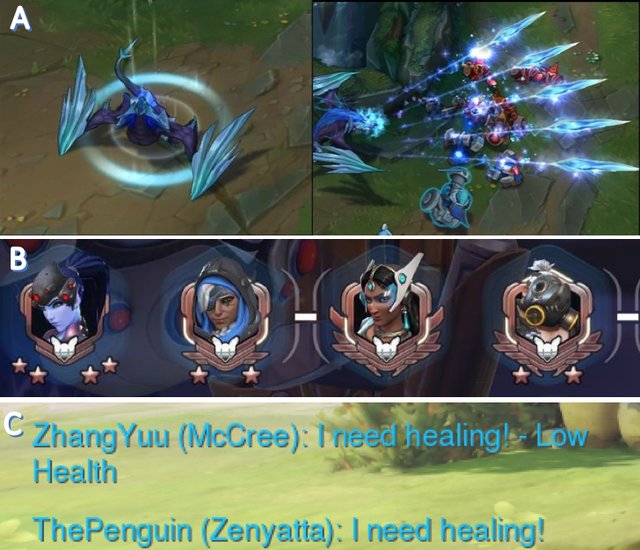 A
B
C
ZhangYuu (McCree): I need healing! - Low
Health
ThePenguin (Zenyatta): I need healing!